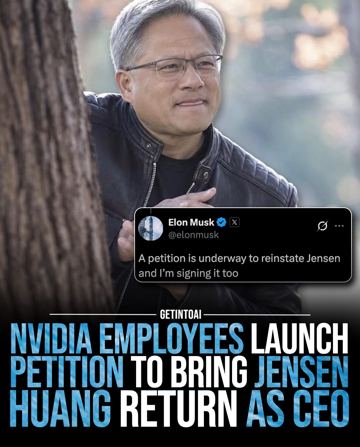 Elon Musk X
@elonmusk
A petition is underway to reinstate Jensen
and I'm signing it too
GETINTOAI
NVIDIA EMPLOYEES LAUNCH
PETITION TO BRING JENSEN
HUANG RETURN AS CEO